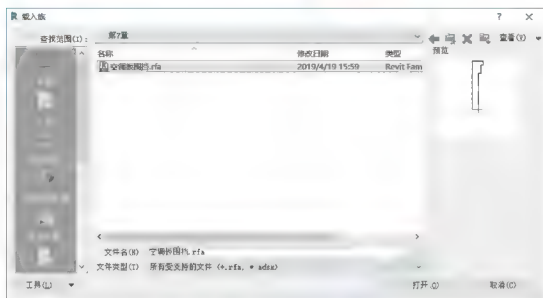 载入族
查找范围(I): 第7章 查看(V)
名称 修改日期 类型 预览
空调板围挡.rfa 2019/4/19 15:59 Revit Fam
文件名(N) 空调板围挡.rfa
文件类型(T) 所有受支持的文件 (*.rfa, *.adsk)
工具(L) 打开(O) 取消(C)